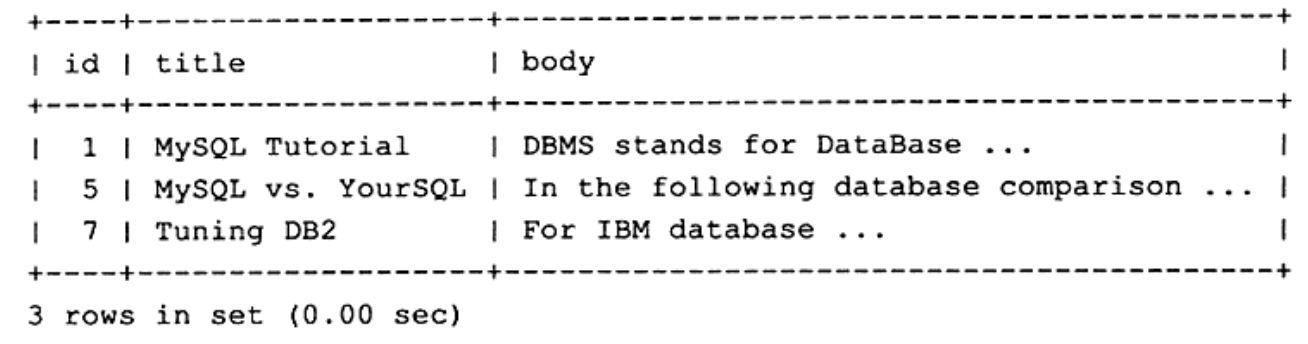 +----+-------------------+------------------------------------------+
| id | title             | body                                     |
+----+-------------------+------------------------------------------+
|  1 | MySQL Tutorial    | DBMS stands for DataBase ...             |
|  5 | MySQL vs. YourSQL | In the following database comparison ... |
|  7 | Tuning DB2        | For IBM database ...                     |
+----+-------------------+------------------------------------------+
3 rows in set (0.00 sec)